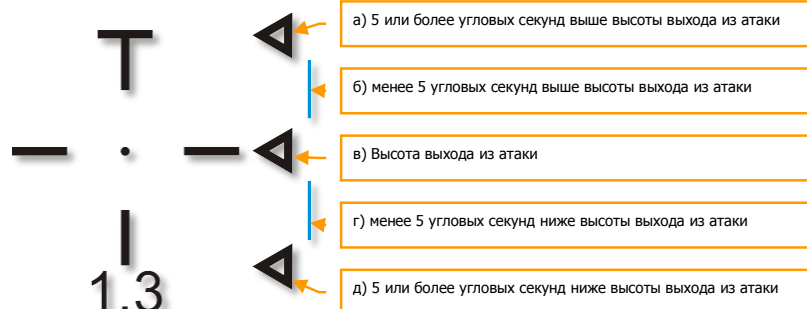 а) 5 или более угловых секунд выше высоты выхода из атаки
б) менее 5 угловых секунд выше высоты выхода из атаки
в) Высота выхода из атаки
г) менее 5 угловых секунд ниже высоты выхода из атаки
д) 5 или более угловых секунд ниже высоты выхода из атаки
1.3